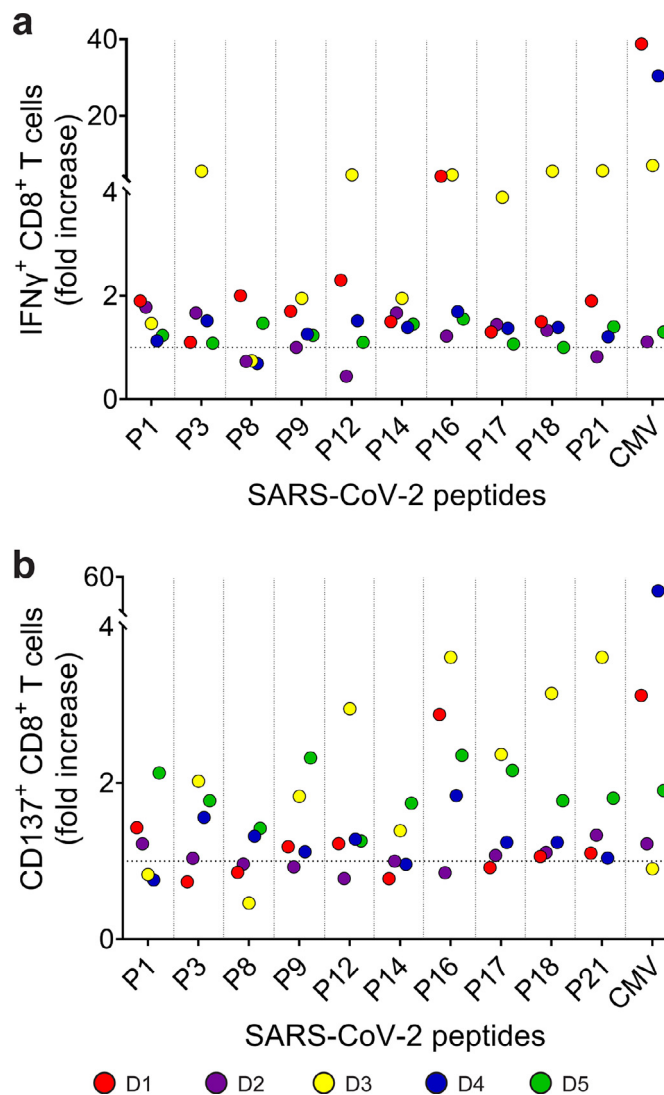 a
IFNγ⁺ CD8⁺ T cells
(fold increase)
40
20
4
2
0
P1 P3 P8 P9 P12 P14 P16 P17 P18 P21 CMV
SARS-CoV-2 peptides
b
CD137⁺ CD8⁺ T cells
(fold increase)
60
4
2
0
P1 P3 P8 P9 P12 P14 P16 P17 P18 P21 CMV
SARS-CoV-2 peptides
D1 D2 D3 D4 D5